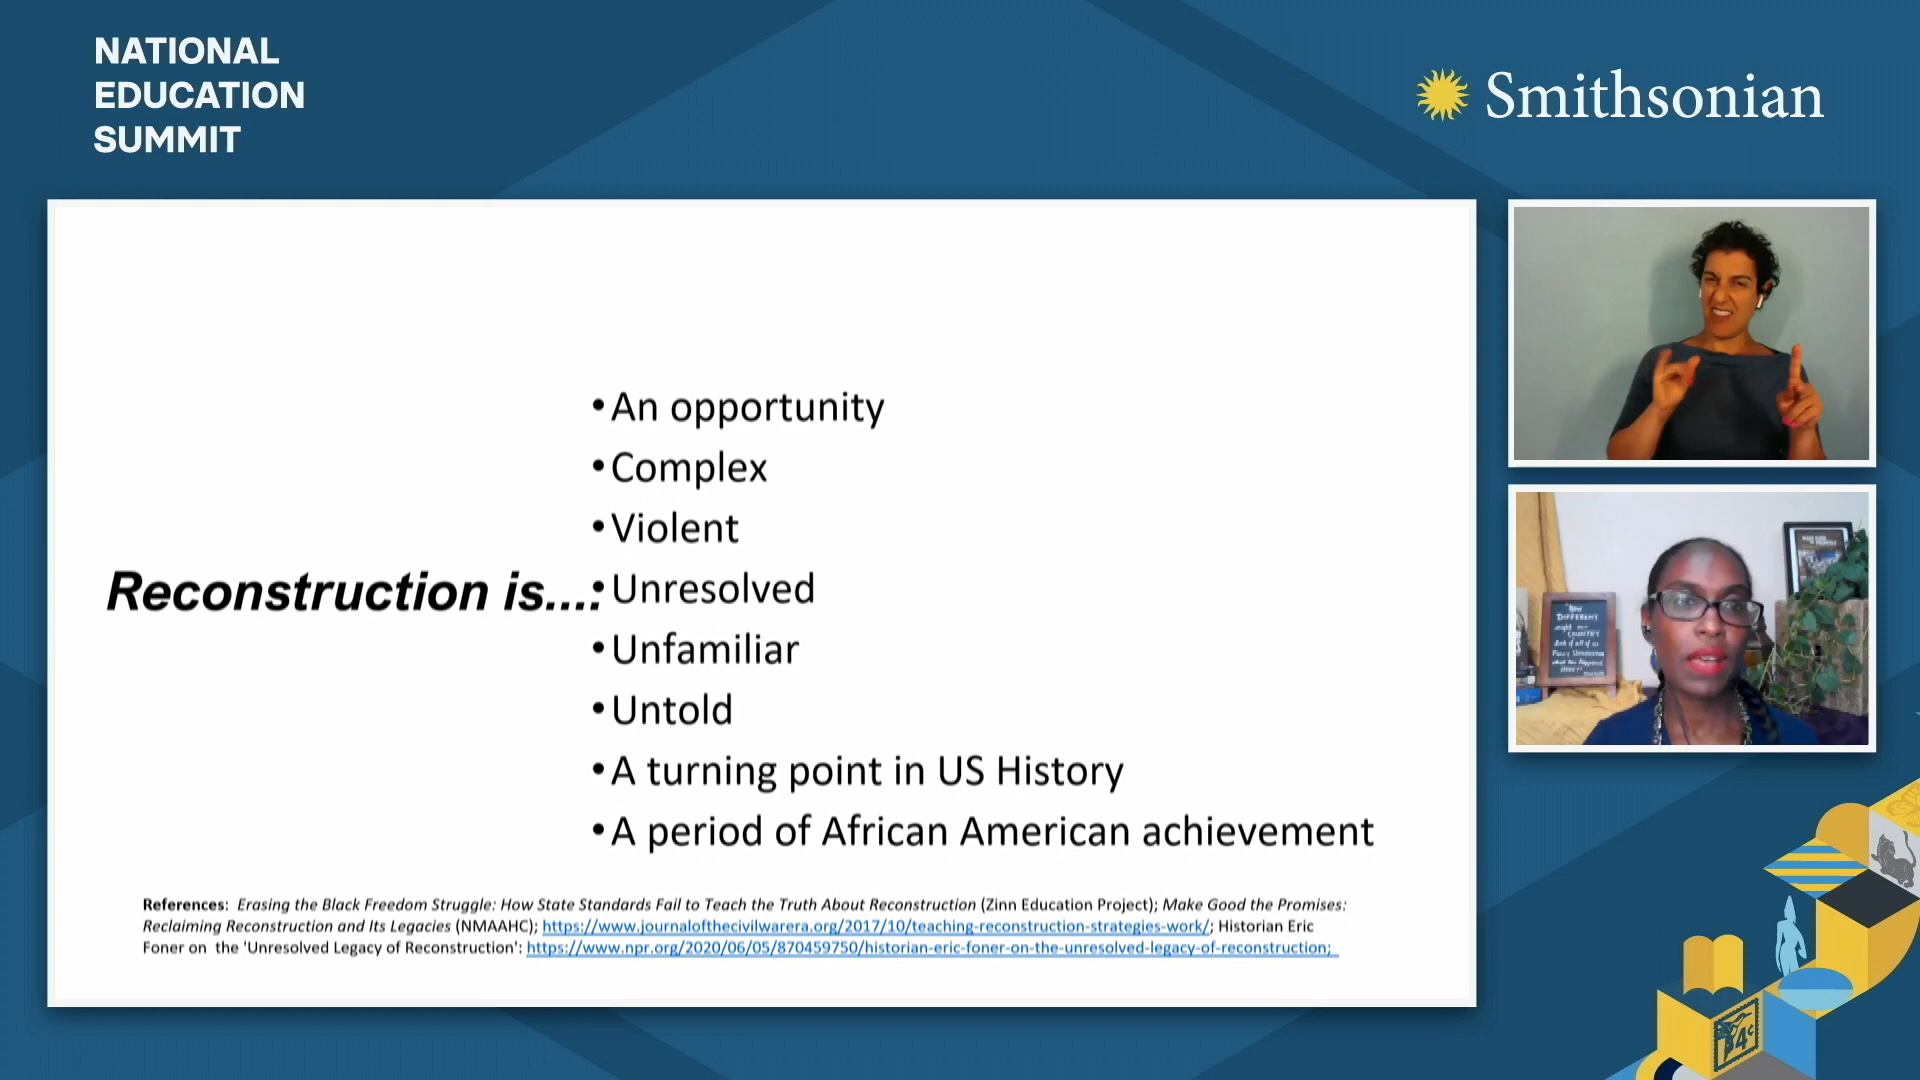 NATIONAL
EDUCATION
SUMMIT
Smithsonian
Reconstruction is...:
•An opportunity
•Complex
•Violent
•Unresolved
•Unfamiliar
•Untold
•A turning point in US History
•A period of African American achievement
References: Erasing the Black Freedom Struggle: How State Standards Fail to Teach the Truth About Reconstruction (Zinn Education Project); Make Good the Promises:
Reclaiming Reconstruction and Its Legacies (NMAAHC); https://www.journalofthecivilwarera.org/2017/10/teaching-reconstruction-strategies-work/; Historian Eric
Foner on the 'Unresolved Legacy of Reconstruction': https://www.npr.org/2020/06/05/870459750/historian-eric-foner-on-the-unresolved-legacy-of-reconstruction;
DIFFERENT
COUNTRY
4¢